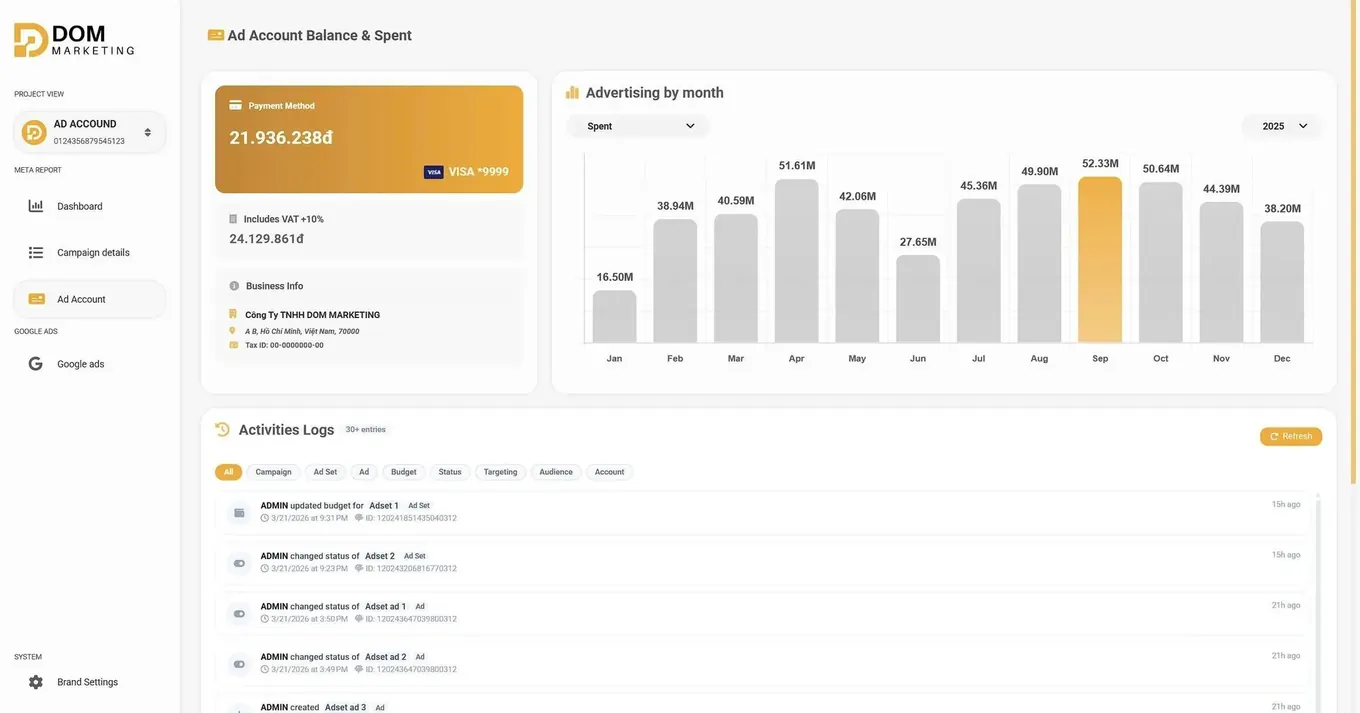 DOM
MARKETING
PROJECT VIEW
AD ACCOUND
0124356879545123
META REPORT
Dashboard
Campaign details
Ad Account
GOOGLE ADS
Google ads
SYSTEM
Brand Settings
Ad Account Balance & Spent
Payment Method
21.936.238đ
VISA VISA *9999
Includes VAT +10%
24.129.861đ
Business Info
Công Ty TNHH DOM MARKETING
A B, Hồ Chí Minh, Việt Nam, 70000
Tax ID: 00-0000000-00
Advertising by month
Spent
2025
16.50M
38.94M
40.59M
51.61M
42.06M
27.65M
45.36M
49.90M
52.33M
50.64M
44.39M
38.20M
Jan Feb Mar Apr May Jun Jul Aug Sep Oct Nov Dec
Activities Logs 30+ entries
Refresh
All Campaign Ad Set Ad Budget Status Targeting Audience Account
ADMIN updated budget for Adset 1 Ad Set 15h ago
3/21/2026 at 9:31 PM ID: 120241851435040312
ADMIN changed status of Adset 2 Ad Set 15h ago
3/21/2026 at 9:23 PM ID: 120243206816770312
ADMIN changed status of Adset ad 1 Ad 21h ago
3/21/2026 at 3:50 PM ID: 120243647039800312
ADMIN changed status of Adset ad 2 Ad 21h ago
3/21/2026 at 3:49 PM ID: 120243647039800312
ADMIN created Adset ad 3 Ad 21h ago